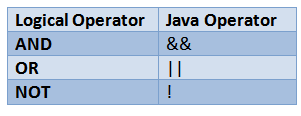 Logical Operator Java Operator
AND &&
OR ||
NOT !